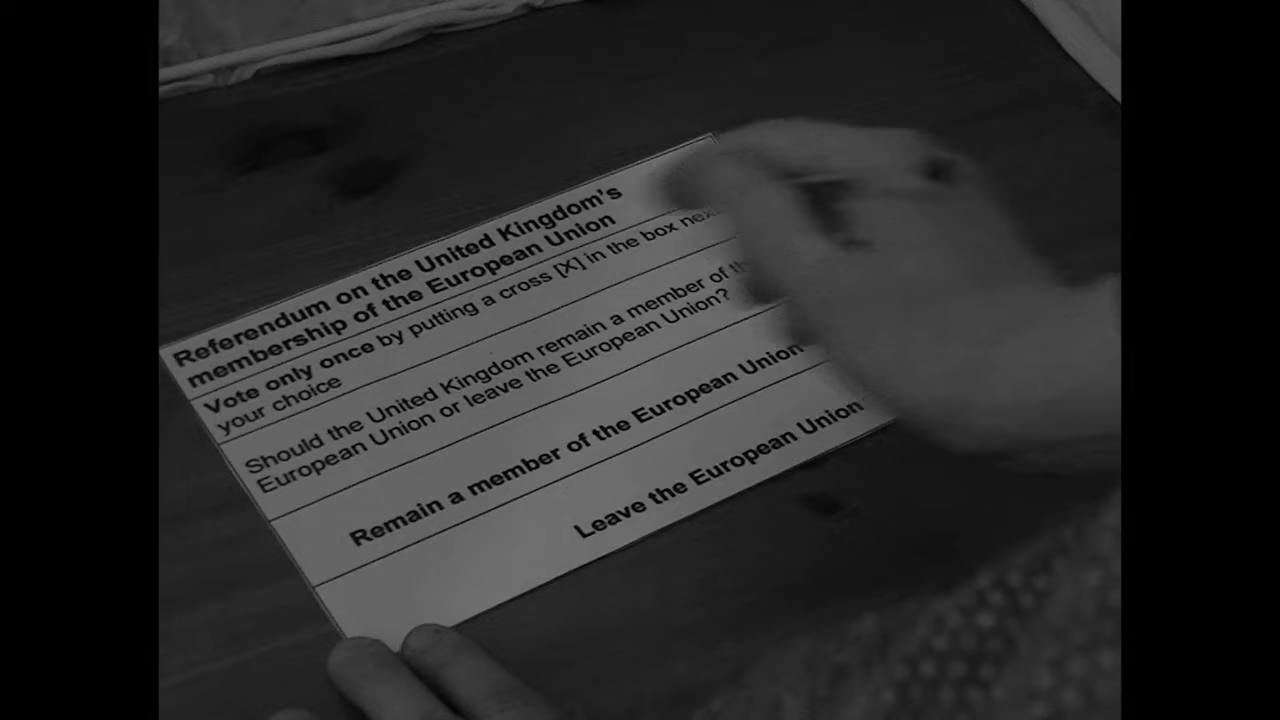 Referendum on the United Kingdom's
membership of the European Union
Vote only once by putting a cross [X] in the box
your choice
Should the United Kingdom remain a member of
European Union or leave the European Union?
Remain a member of the European Union
Leave the European Union